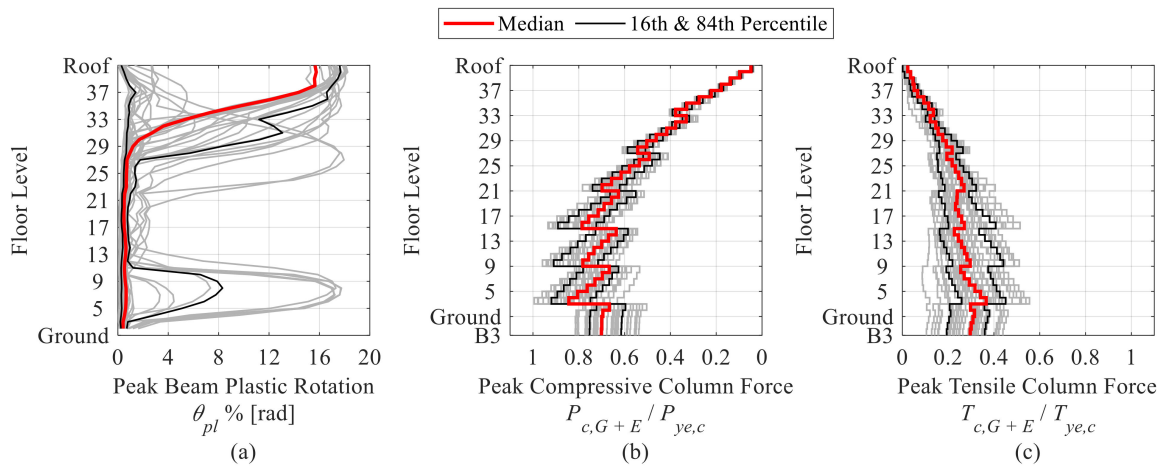 Median 16th & 84th Percentile
Roof
37
33
29
25
21
17
13
9
5
Ground
Floor Level
0 4 8 12 16 20
Peak Beam Plastic Rotation
θpl % [rad]
(a)
Roof
37
33
29
25
21
17
13
9
5
Ground
B3
Floor Level
1 0.8 0.6 0.4 0.2 0
Peak Compressive Column Force
Pc,G + E / Pye,c
(b)
Roof
37
33
29
25
21
17
13
9
5
Ground
B3
Floor Level
0 0.2 0.4 0.6 0.8 1
Peak Tensile Column Force
Tc,G + E / Tye,c
(c)